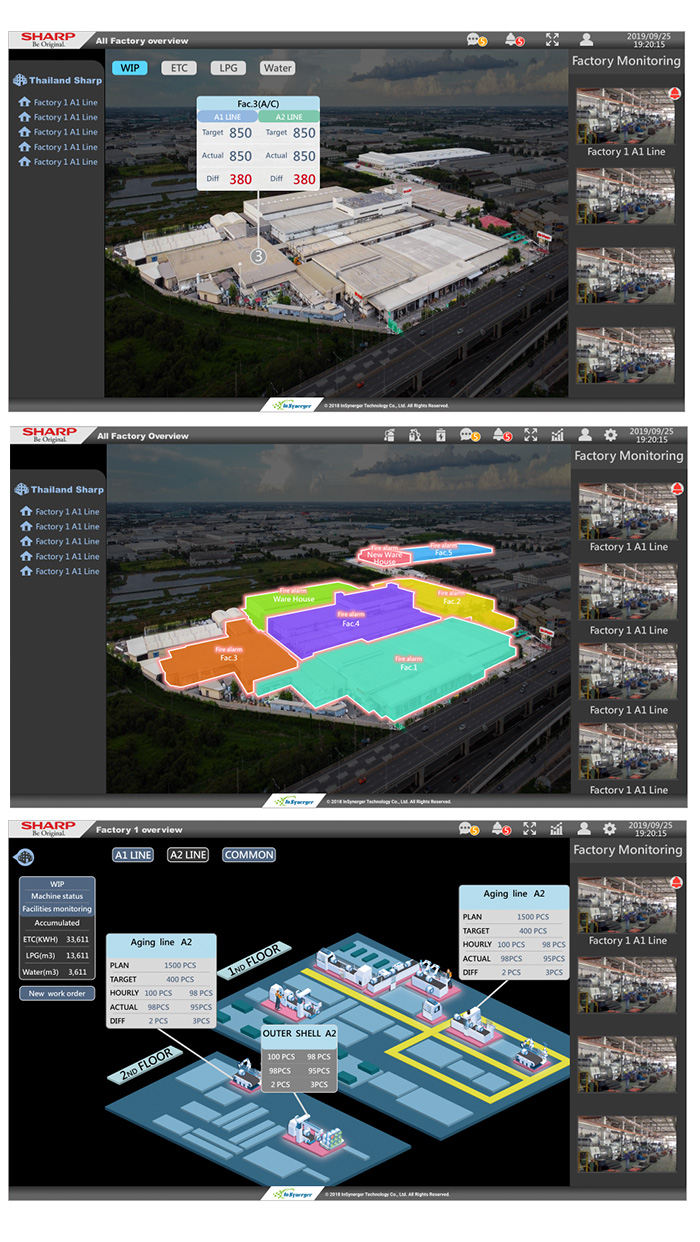 SHARP
Be Original.
All Factory overview
5
5
2019/09/25
19:20:15
Thailand Sharp
Factory 1 A1 Line
Factory 1 A1 Line
Factory 1 A1 Line
Factory 1 A1 Line
Factory 1 A1 Line
WIP ETC LPG Water
Fac.3(A/C)
A1 LINE A2 LINE
Target 850 Target 850
Actual 850 Actual 850
Diff 380 Diff 380
3
Factory Monitoring
Factory 1 A1 Line
InSynerger © 2018 InSynerger Technology Co., Ltd. All Rights Reserved.
SHARP
Be Original.
All Factory Overview
5
5
2019/09/25
19:20:15
Thailand Sharp
Factory 1 A1 Line
Factory 1 A1 Line
Factory 1 A1 Line
Factory 1 A1 Line
Factory 1 A1 Line
Fire alarm
New Ware
House
Fire alarm
Fac.5
Fire alarm
Ware House
Fire alarm
Fac.2
Fire alarm
Fac.4
Fire alarm
Fac.3
Fire alarm
Fac.1
Factory Monitoring
Factory 1 A1 Line
Factory 1 A1 Line
Factory 1 A1 Line
Factory 1 A1 Line
InSynerger © 2018 InSynerger Technology Co., Ltd. All Rights Reserved.
SHARP
Be Original.
Factory 1 overview
5
5
2019/09/25
19:20:15
A1 LINE A2 LINE COMMON
WIP
Machine status
Facilities monitoring
Accumulated
ETC(KWH) 33,611
LPG(m3) 13,611
Water(m3) 3,611
New work order
Aging line A2
PLAN 1500 PCS
TARGET 400 PCS
HOURLY 100 PCS 98 PCS
ACTUAL 98PCS 95PCS
DIFF 2 PCS 3PCS
1ND FLOOR
2ND FLOOR
OUTER SHELL A2
100 PCS 98 PCS
98PCS 95PCS
2 PCS 3PCS
Aging line A2
PLAN 1500 PCS
TARGET 400 PCS
HOURLY 100 PCS 98 PCS
ACTUAL 98PCS 95PCS
DIFF 2 PCS 3PCS
Factory Monitoring
Factory 1 A1 Line
InSynerger © 2018 InSynerger Technology Co., Ltd. All Rights Reserved.